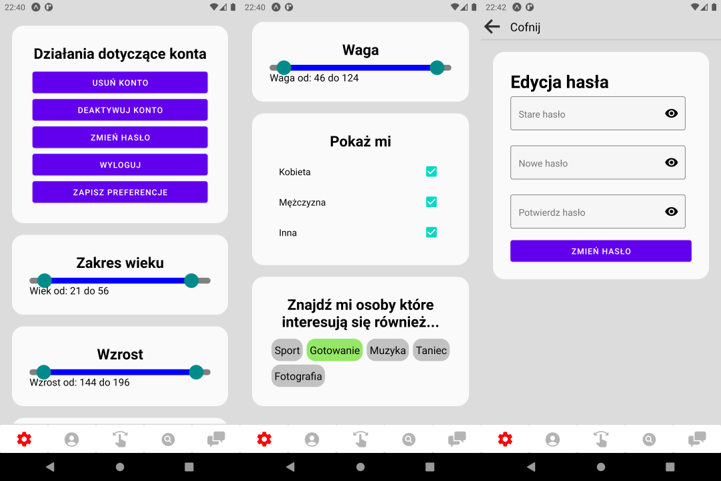 22:40
Działania dotyczące konta
USUŃ KONTO
DEAKTYWUJ KONTO
ZMIEŃ HASŁO
WYLOGUJ
ZAPISZ PREFERENCJE
Zakres wieku
Wiek od: 21 do 56
Wzrost
Wzrost od: 144 do 196
22:40
Waga
Waga od: 46 do 124
Pokaż mi
Kobieta
Mężczyzna
Inna
Znajdź mi osoby które
interesują się również...
Sport Gotowanie Muzyka Taniec
Fotografia
22:42
Cofnij
Edycja hasła
Stare hasło
Nowe hasło
Potwierdz hasło
ZMIEŃ HASŁO